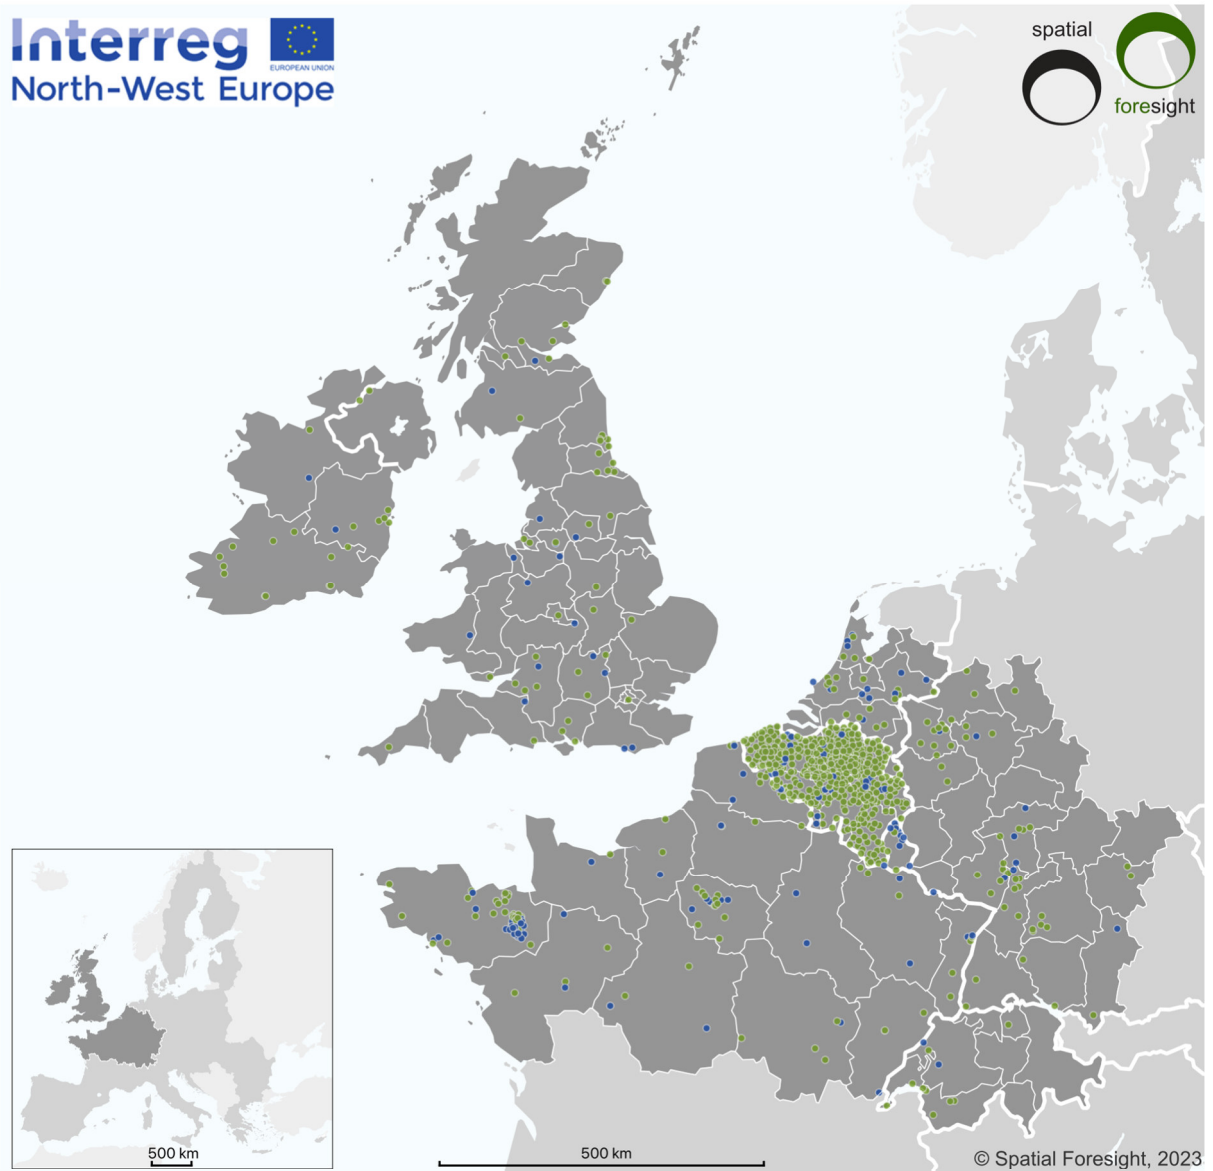 Interreg
EUROPEAN UNION
North-West Europe
spatial
foresight
500 km
500 km
© Spatial Foresight, 2023